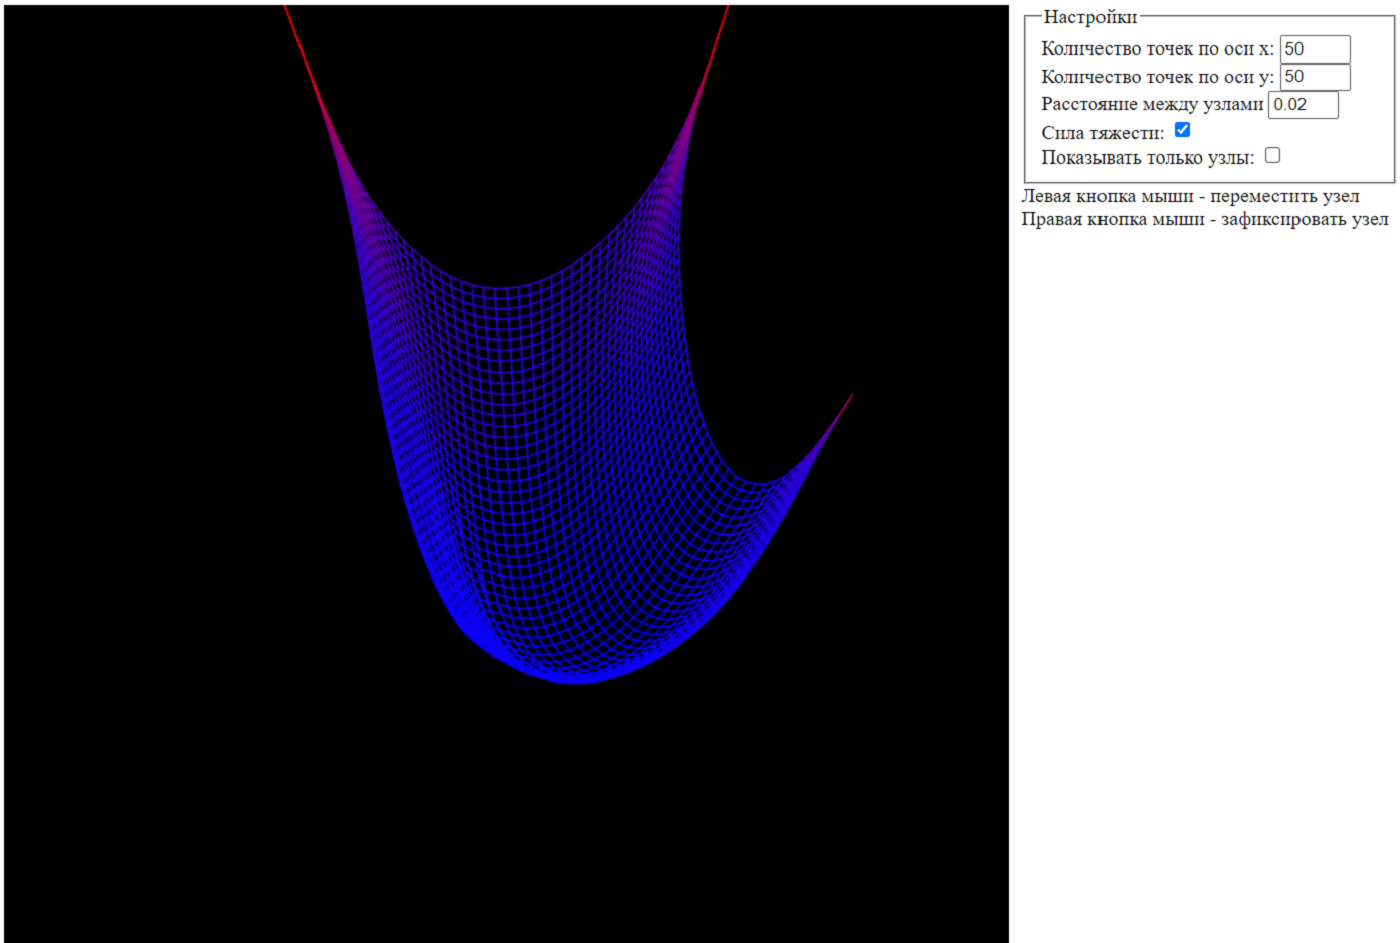 Настройки
Количество точек по оси x: 50
Количество точек по оси y: 50
Расстояние между узлами 0.02
Сила тяжести:
Показывать только узлы:
Левая кнопка мыши - переместить узел
Правая кнопка мыши - зафиксировать узел